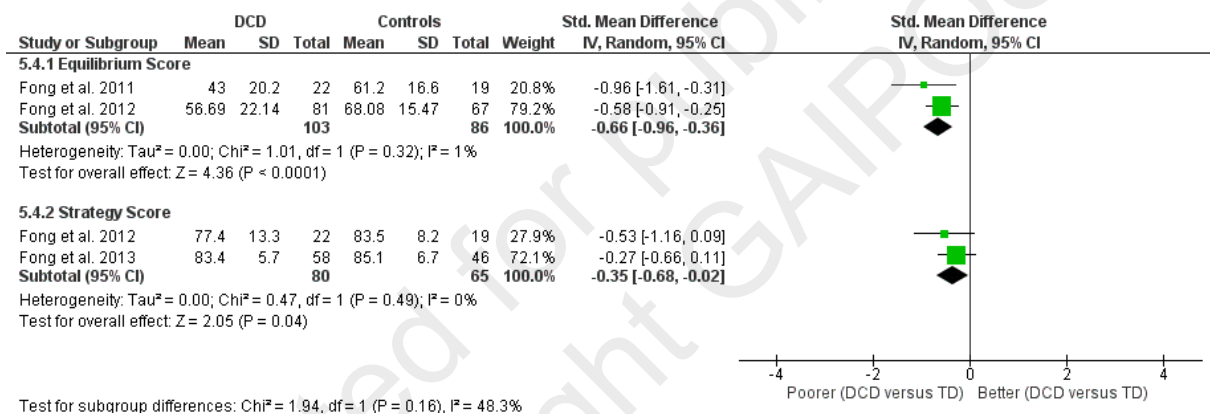 DCD Controls Std. Mean Difference Std. Mean Difference
Study or Subgroup Mean SD Total Mean SD Total Weight IV, Random, 95% CI IV, Random, 95% CI
5.4.1 Equilibrium Score
Fong et al. 2011 43 20.2 22 61.2 16.6 19 20.8% -0.96 [-1.61, -0.31]
Fong et al. 2012 56.69 22.14 81 68.08 15.47 67 79.2% -0.58 [-0.91, -0.25]
Subtotal (95% CI) 103 86 100.0% -0.66 [-0.96, -0.36]
Heterogeneity: Tau² = 0.00; Chi² = 1.01, df = 1 (P = 0.32); I² = 1%
Test for overall effect: Z = 4.36 (P < 0.0001)
5.4.2 Strategy Score
Fong et al. 2012 77.4 13.3 22 83.5 8.2 19 27.9% -0.53 [-1.16, 0.09]
Fong et al. 2013 83.4 5.7 58 85.1 6.7 46 72.1% -0.27 [-0.66, 0.11]
Subtotal (95% CI) 80 65 100.0% -0.35 [-0.68, -0.02]
Heterogeneity: Tau² = 0.00; Chi² = 0.47, df = 1 (P = 0.49); I² = 0%
Test for overall effect: Z = 2.05 (P = 0.04)
-4 -2 0 2 4
Poorer (DCD versus TD) Better (DCD versus TD)
Test for subgroup differences: Chi² = 1.94, df = 1 (P = 0.16), I² = 48.3%